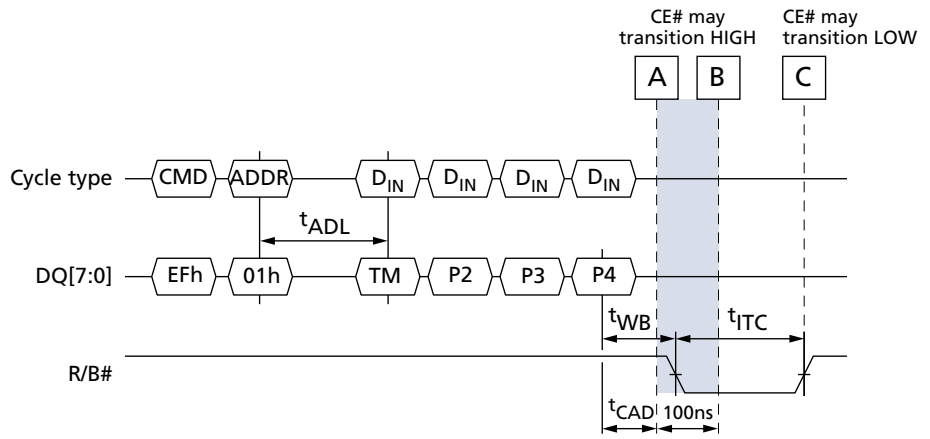 CE# may
transition HIGH
CE# may
transition LOW
A B C
Cycle type CMD ADDR DIN DIN DIN DIN
tADL
DQ[7:0] EFh 01h TM P2 P3 P4
tWB tITC
R/B#
tCAD 100ns